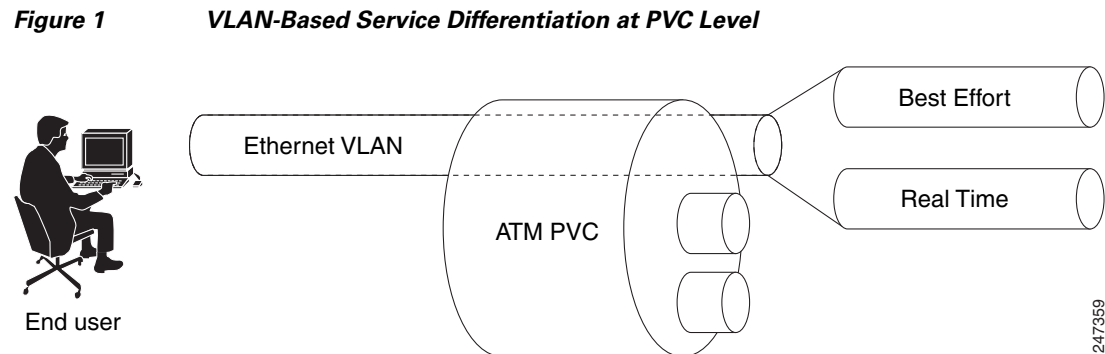 Figure 1 VLAN-Based Service Differentiation at PVC Level
Best Effort
Ethernet VLAN
Real Time
ATM PVC
End user
247359